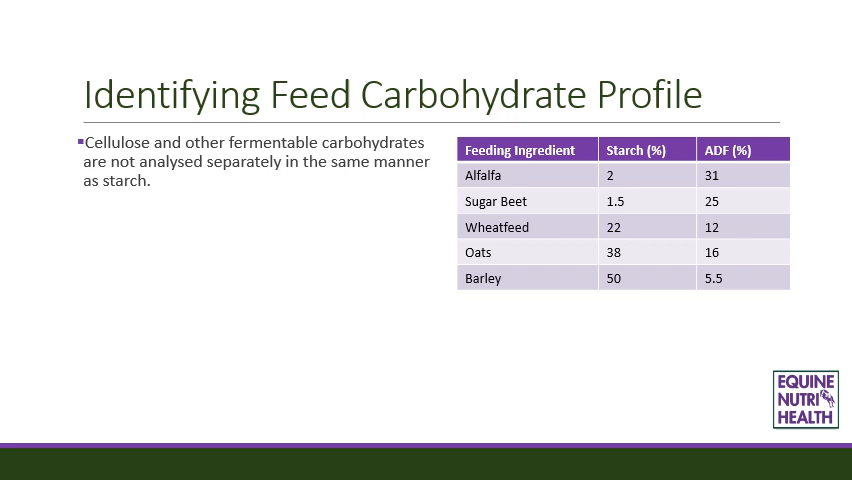 Identifying Feed Carbohydrate Profile
▪Cellulose and other fermentable carbohydrates
are not analysed separately in the same manner
as starch.
Feeding Ingredient Starch (%) ADF (%)
Alfalfa 2 31
Sugar Beet 1.5 25
Wheatfeed 22 12
Oats 38 16
Barley 50 5.5
EQUINE
NUTRI
HEALTH